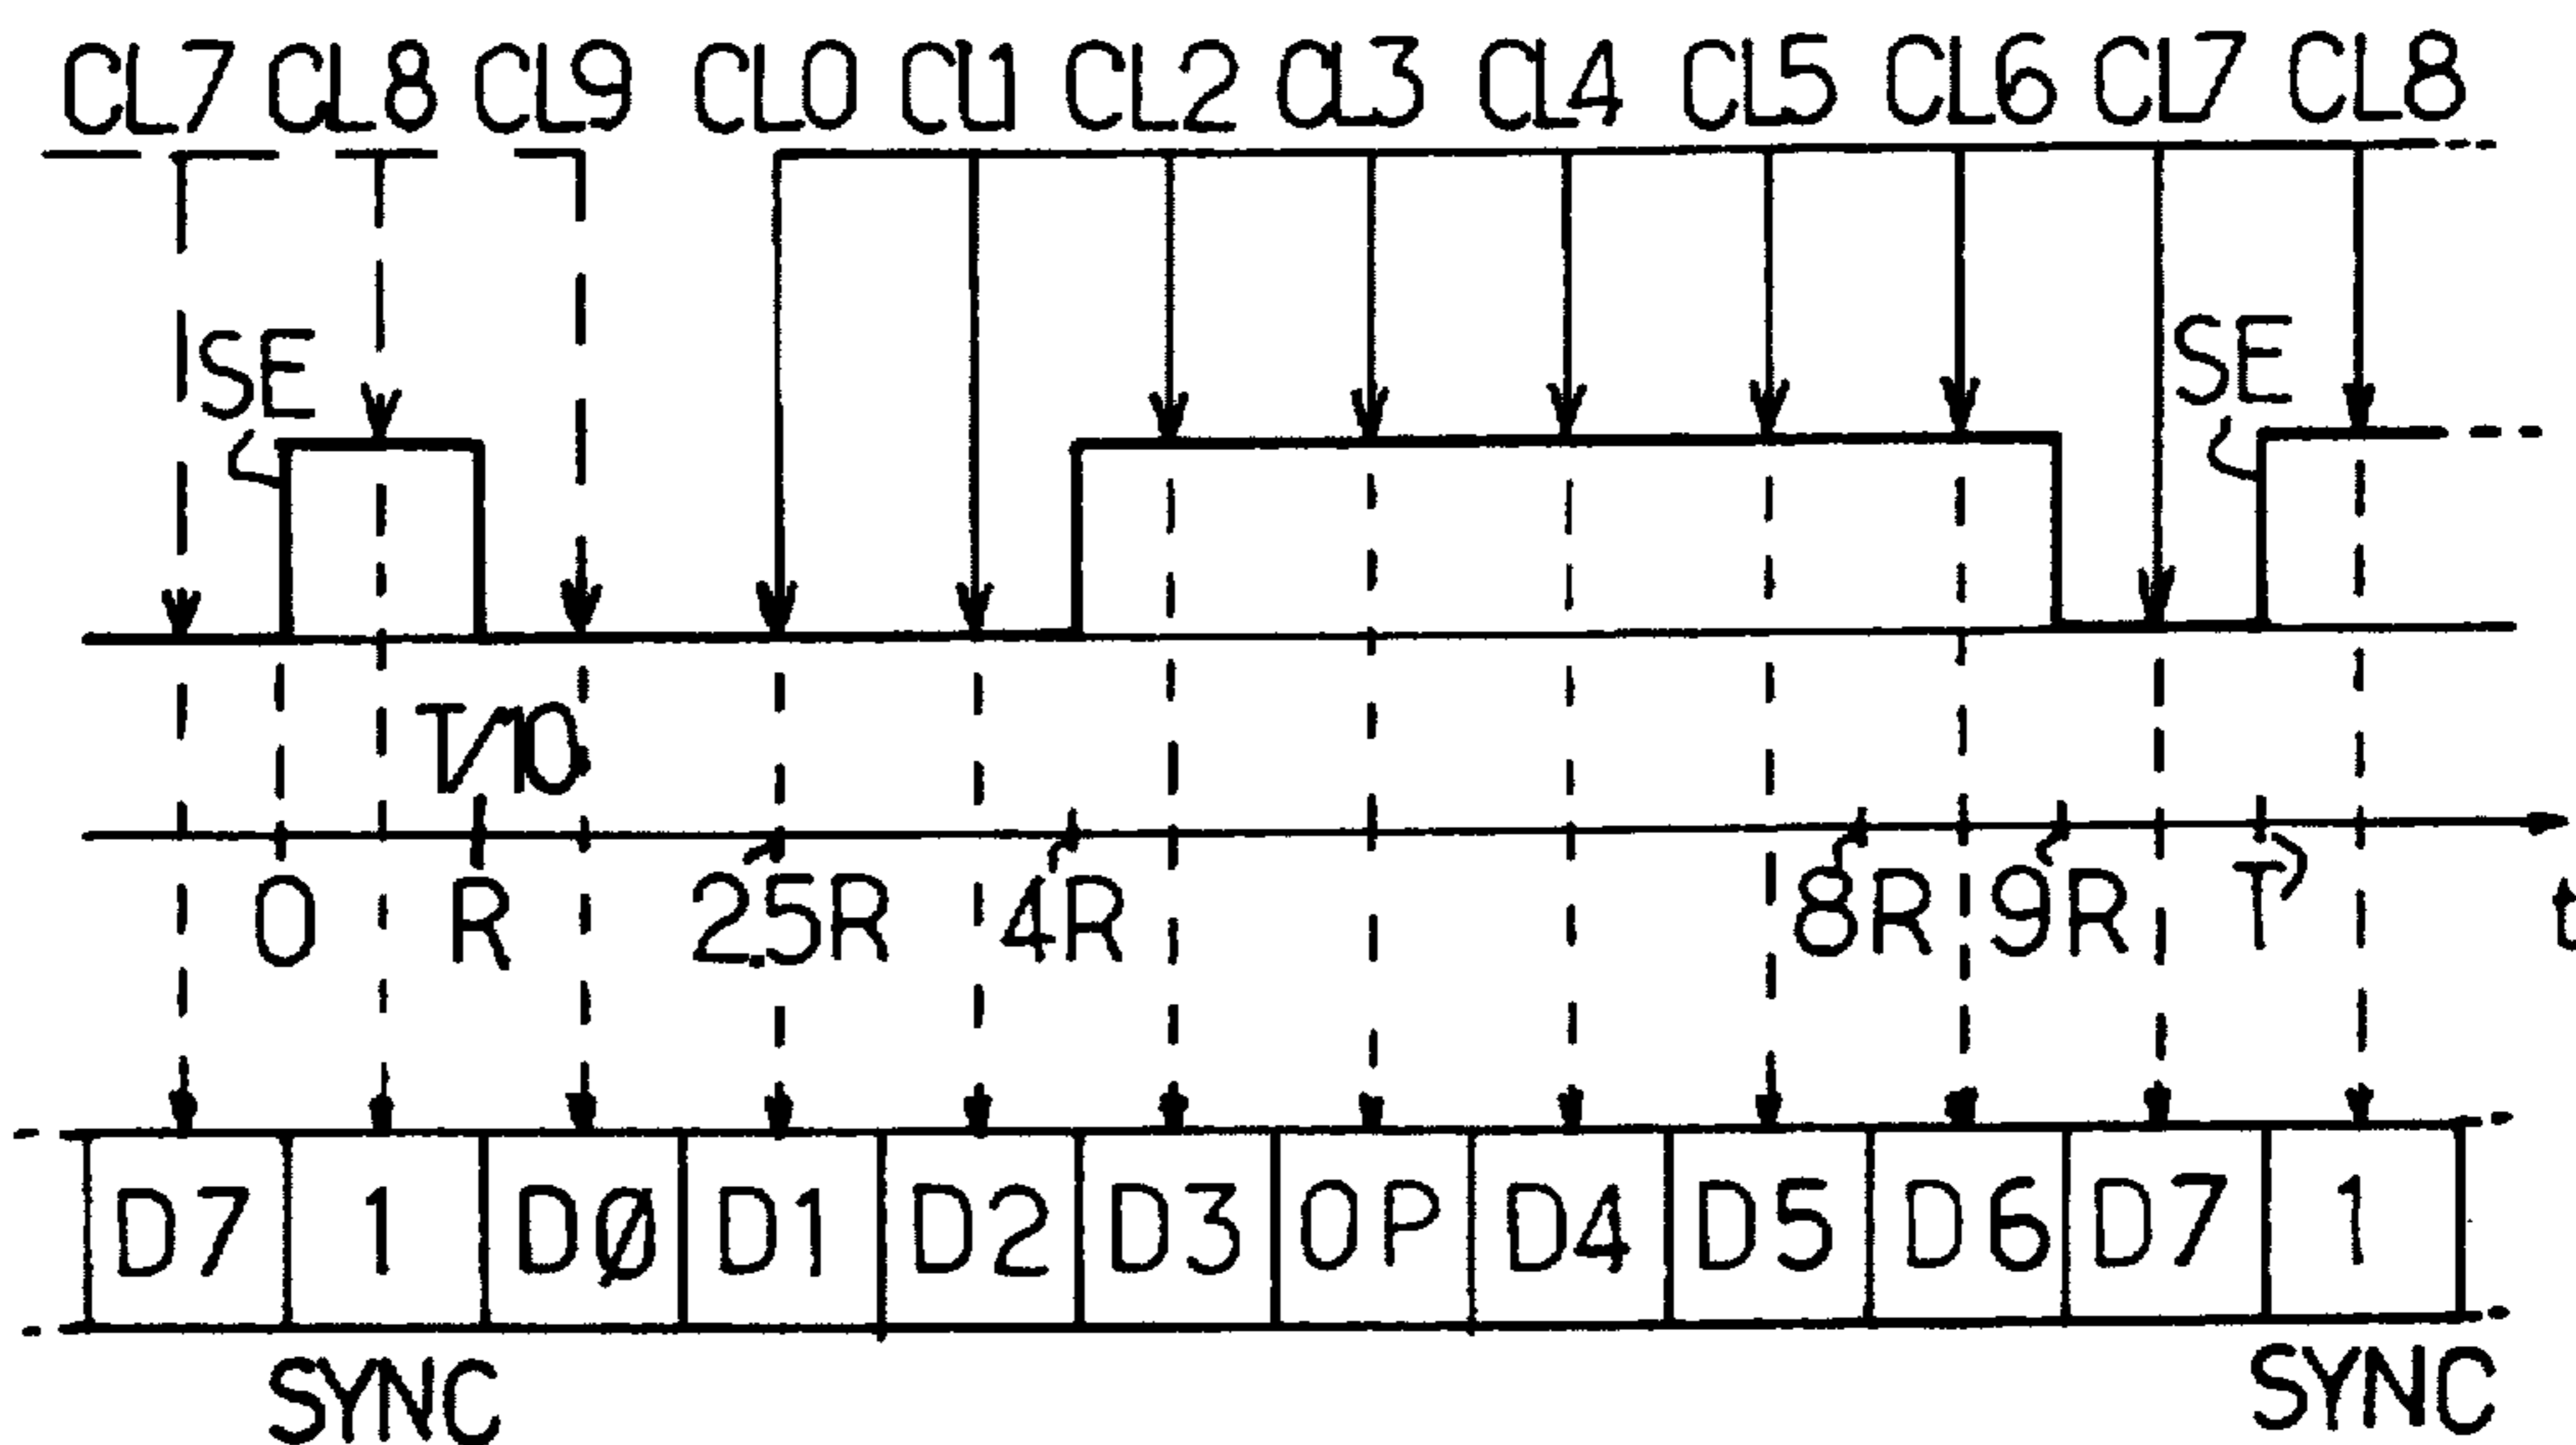 CL7 CL8 CL9 CL0 CL1 CL2 CL3 CL4 CL5 CL6 CL7 CL8
SE SE
T/10
0 R 2.5R 4R 8R 9R T t
D7 1 DØ D1 D2 D3 OP D4 D5 D6 D7 1
SYNC SYNC